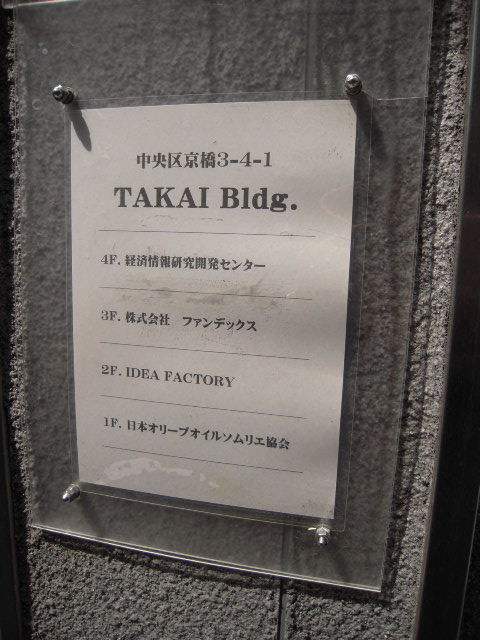 中央区京橋3-4-1
TAKAI Bldg.
4F. 経済情報研究開発センター
3F. 株式会社 ファンデックス
2F. IDEA FACTORY
1F. 日本オリーブオイルソムリエ協会